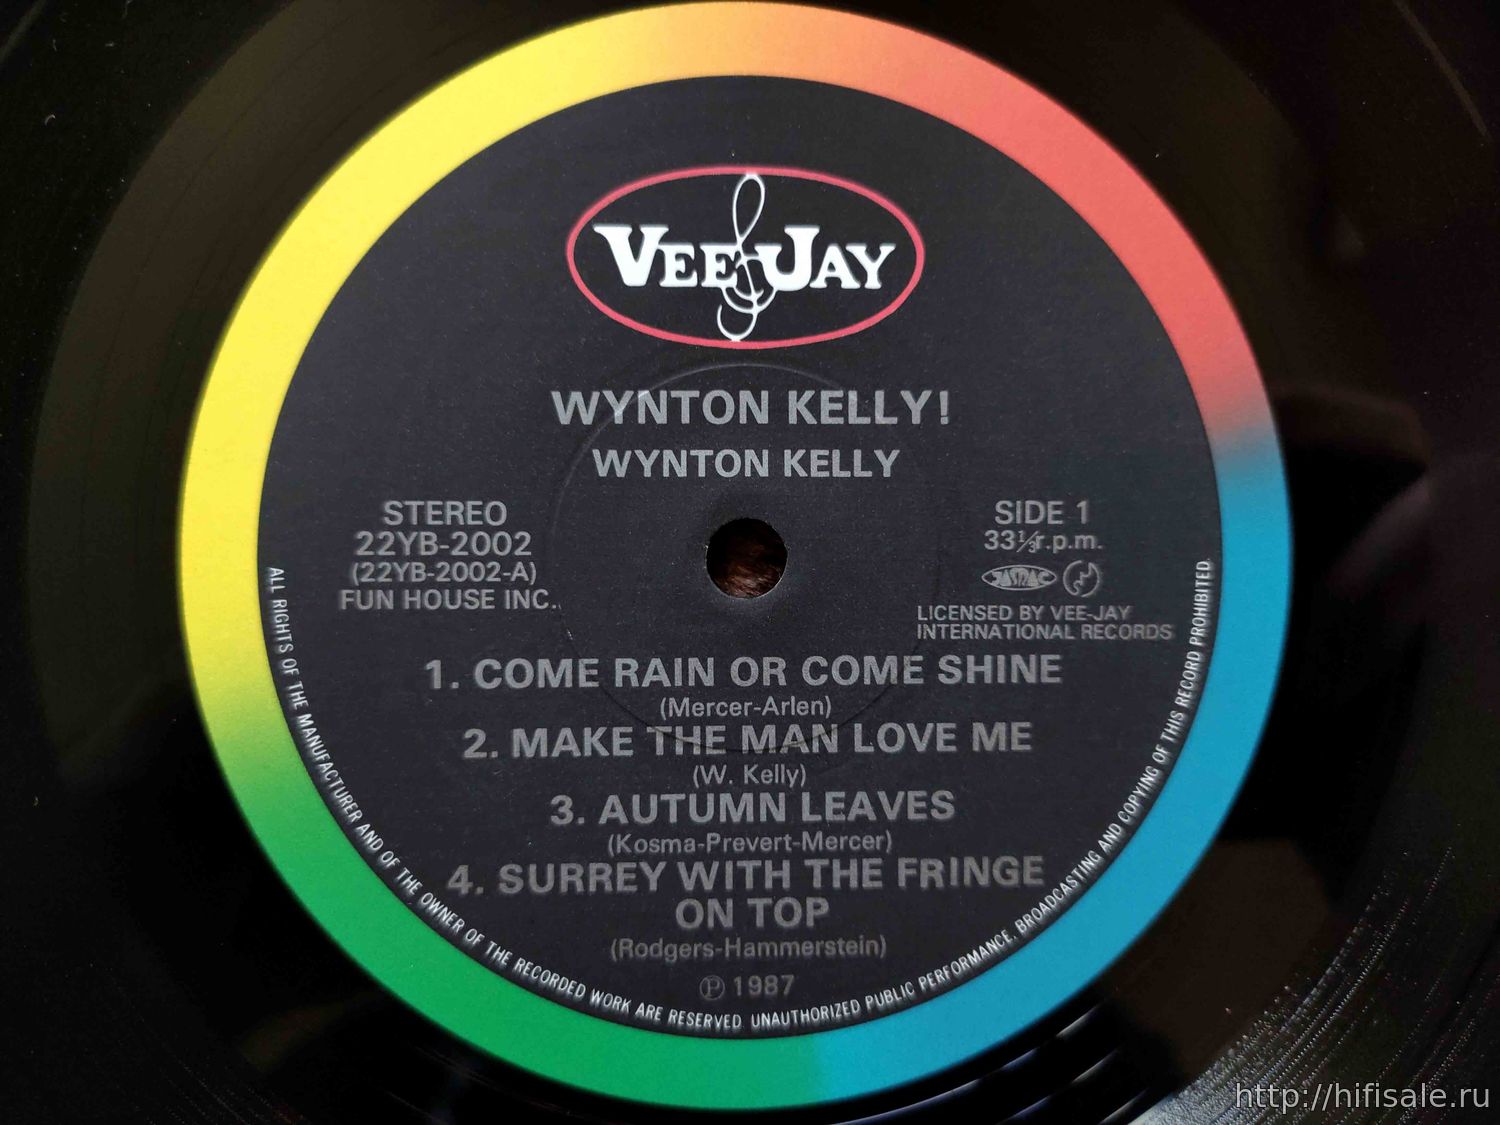 VEE JAY
WYNTON KELLY!
WYNTON KELLY
STEREO
22YB-2002
(22YB-2002-A)
FUN HOUSE INC.
SIDE 1
33⅓r.p.m.
JASRAC
LICENSED BY VEE-JAY
INTERNATIONAL RECORDS
1. COME RAIN OR COME SHINE
(Mercer-Arlen)
2. MAKE THE MAN LOVE ME
(W. Kelly)
3. AUTUMN LEAVES
(Kosma-Prevert-Mercer)
4. SURREY WITH THE FRINGE
ON TOP
(Rodgers-Hammerstein)
℗ 1987
ALL RIGHTS OF THE MANUFACTURER AND OF THE OWNER OF THE RECORDED WORK ARE RESERVED. UNAUTHORIZED PUBLIC PERFORMANCE, BROADCASTING AND COPYING OF THIS RECORD PROHIBITED.
http://hifisale.ru